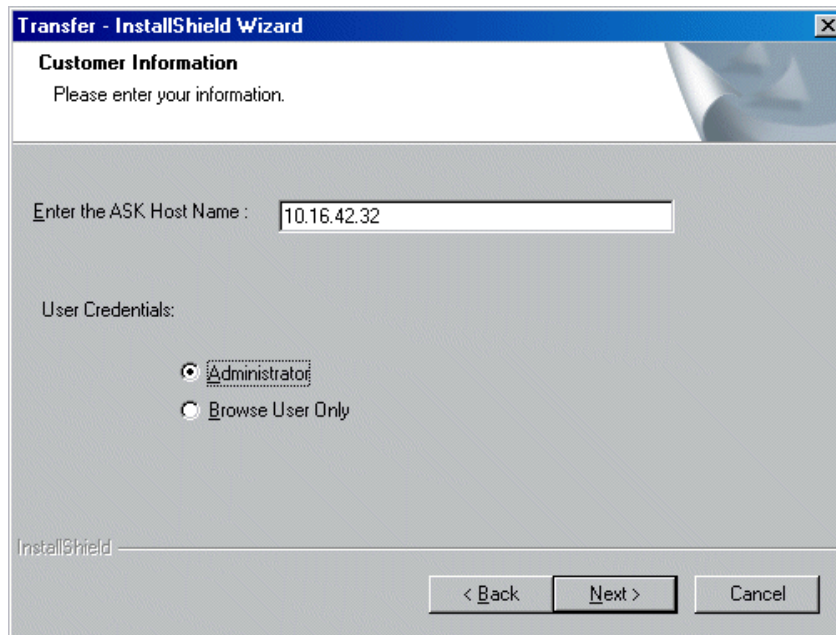 Transfer - InstallShield Wizard
Customer Information
Please enter your information.
Enter the ASK Host Name :
10.16.42.32
User Credentials:
Administrator
Browse User Only
InstallShield
< Back
Next >
Cancel